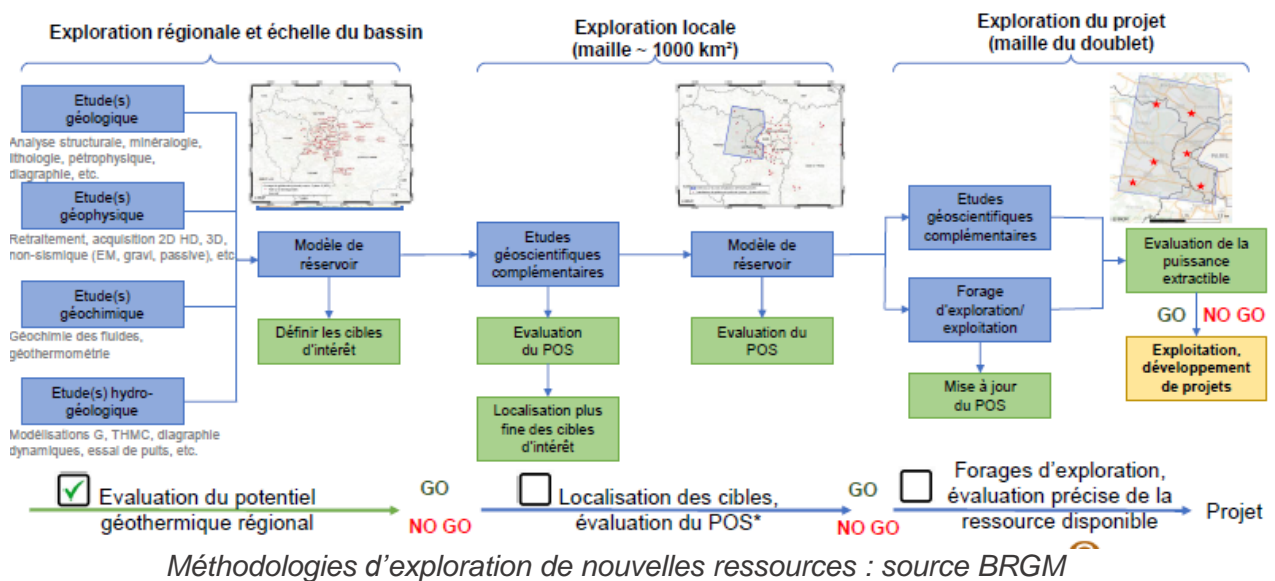 Exploration régionale et échelle du bassin
Exploration locale
(maille ~ 1000 km²)
Exploration du projet
(maille du doublet)
Etude(s)
géologique
Analyse structurale, minéralogie,
lithologie, pétrophysique,
diagraphie, etc.
Etude(s)
géophysique
Retraitement, acquisition 2D HD, 3D,
non-sismique (EM, gravi, passive), etc
Etude(s)
géochimique
Géochimie des fluides,
géothermométrie
Etude(s) hydro-
géologique
Modélisations G, THMC, diagraphie
dynamiques, essai de puits, etc.
Modèle de
réservoir
Définir les cibles
d'intérêt
Etudes
géoscientifiques
complémentaires
Evaluation
du POS
Localisation plus
fine des cibles
d'intérêt
Modèle de
réservoir
Evaluation du
POS
Etudes
géoscientifiques
complémentaires
Forage
d'exploration/
exploitation
Mise à jour
du POS
Evaluation de la
puissance
extractible
GO NO GO
Exploitation,
développement
de projets
Evaluation du potentiel
géothermique régional
GO
NO GO
Localisation des cibles,
évaluation du POS*
GO
NO GO
Forages d'exploration,
évaluation précise de la
ressource disponible
Projet
Méthodologies d'exploration de nouvelles ressources : source BRGM